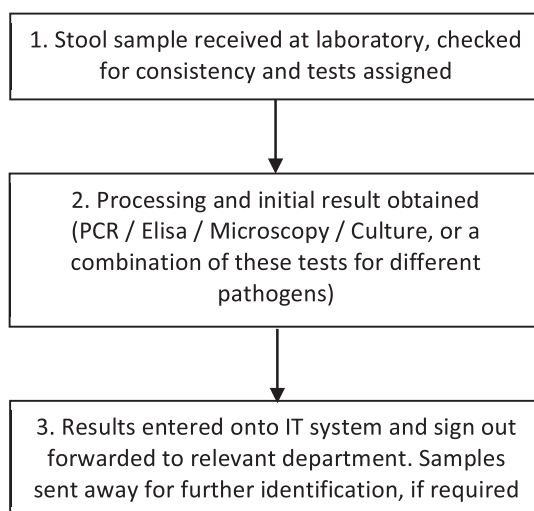 1. Stool sample received at laboratory, checked
for consistency and tests assigned
2. Processing and initial result obtained
(PCR / Elisa / Microscopy / Culture, or a
combination of these tests for different
pathogens)
3. Results entered onto IT system and sign out
forwarded to relevant department. Samples
sent away for further identification, if required